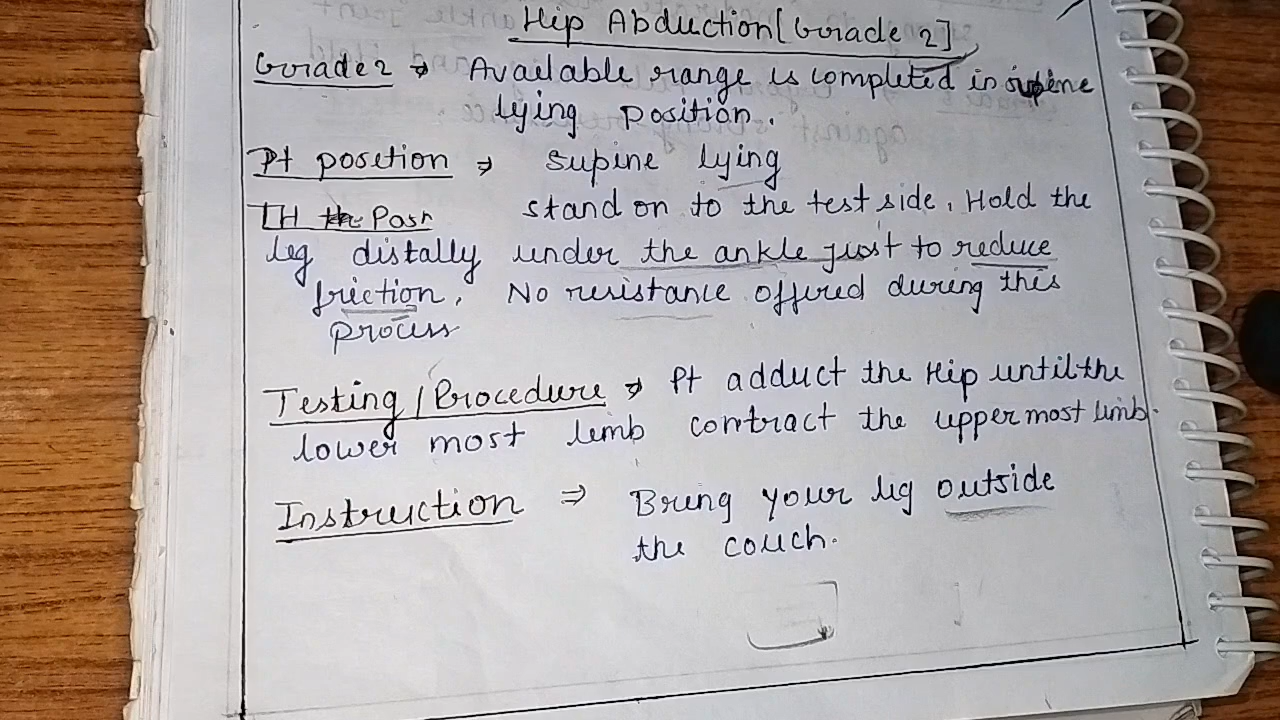 Hip Abduction [Grade 2]
Grade 2 → Available range is completed in supine
lying position.
Pt position ⇒ supine lying
TH Posn stand on to the test side. Hold the
leg distally under the ankle just to reduce
friction. No resistance offered during this
process
Testing / Procedure ⇒ Pt adduct the Hip until the
lower most limb contract the upper most limb.
Instruction ⇒ Bring your leg outside
the couch.